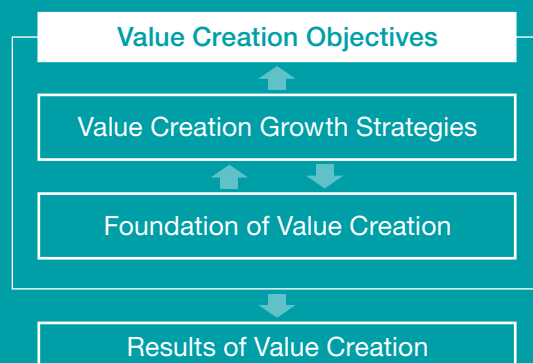 Value Creation Objectives
Value Creation Growth Strategies
Foundation of Value Creation
Results of Value Creation